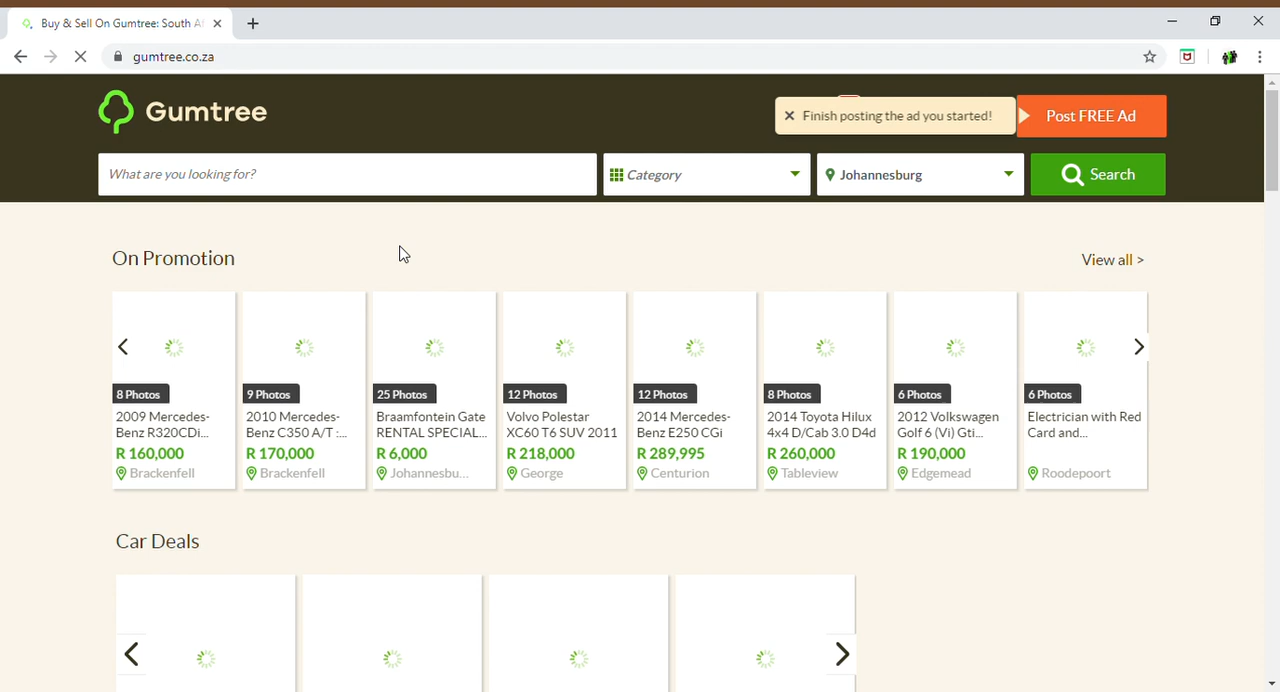 Buy & Sell On Gumtree: South Af
gumtree.co.za
Gumtree
Finish posting the ad you started!
Post FREE Ad
What are you looking for?
Category
Johannesburg
Search
On Promotion
View all >
8 Photos
2009 Mercedes-
Benz R320CDi...
R 160,000
Brackenfell
9 Photos
2010 Mercedes-
Benz C350 A/T :...
R 170,000
Brackenfell
25 Photos
Braamfontein Gate
RENTAL SPECIAL...
R 6,000
Johannesbu...
12 Photos
Volvo Polestar
XC60 T6 SUV 2011
R 218,000
George
12 Photos
2014 Mercedes-
Benz E250 CGi
R 289,995
Centurion
8 Photos
2014 Toyota Hilux
4x4 D/Cab 3.0 D4d
R 260,000
Tableview
6 Photos
2012 Volkswagen
Golf 6 (Vi) Gti...
R 190,000
Edgemead
6 Photos
Electrician with Red
Card and...
Roodepoort
Car Deals